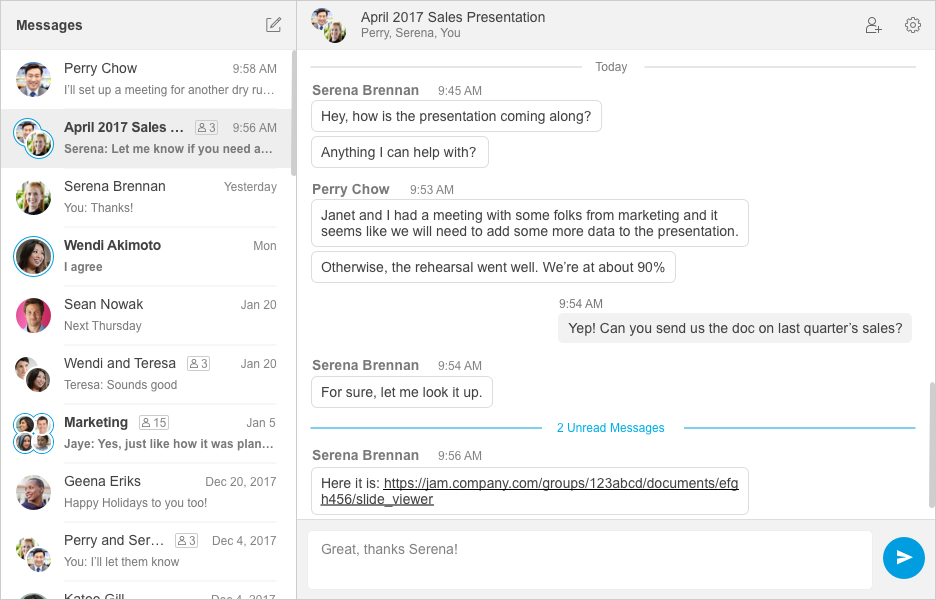 Messages
Perry Chow 9:58 AM
I’ll set up a meeting for another dry ru…
April 2017 Sales … 3 9:56 AM
Serena: Let me know if you need a…
Serena Brennan Yesterday
You: Thanks!
Wendi Akimoto Mon
I agree
Sean Nowak Jan 20
Next Thursday
Wendi and Teresa 3 Jan 20
Teresa: Sounds good
Marketing 15 Jan 5
Jaye: Yes, just like how it was plan…
Geena Eriks Dec 20, 2017
Happy Holidays to you too!
Perry and Ser… 3 Dec 4, 2017
You: I’ll let them know
Gill Dec 4, 2017
April 2017 Sales Presentation
Perry, Serena, You
Today
Serena Brennan 9:45 AM
Hey, how is the presentation coming along?
Anything I can help with?
Perry Chow 9:53 AM
Janet and I had a meeting with some folks from marketing and it
seems like we will need to add some more data to the presentation.
Otherwise, the rehearsal went well. We’re at about 90%
9:54 AM
Yep! Can you send us the doc on last quarter’s sales?
Serena Brennan 9:54 AM
For sure, let me look it up.
2 Unread Messages
Serena Brennan 9:56 AM
Here it is: https://jam.company.com/groups/123abcd/documents/efg
h456/slide_viewer
Great, thanks Serena!